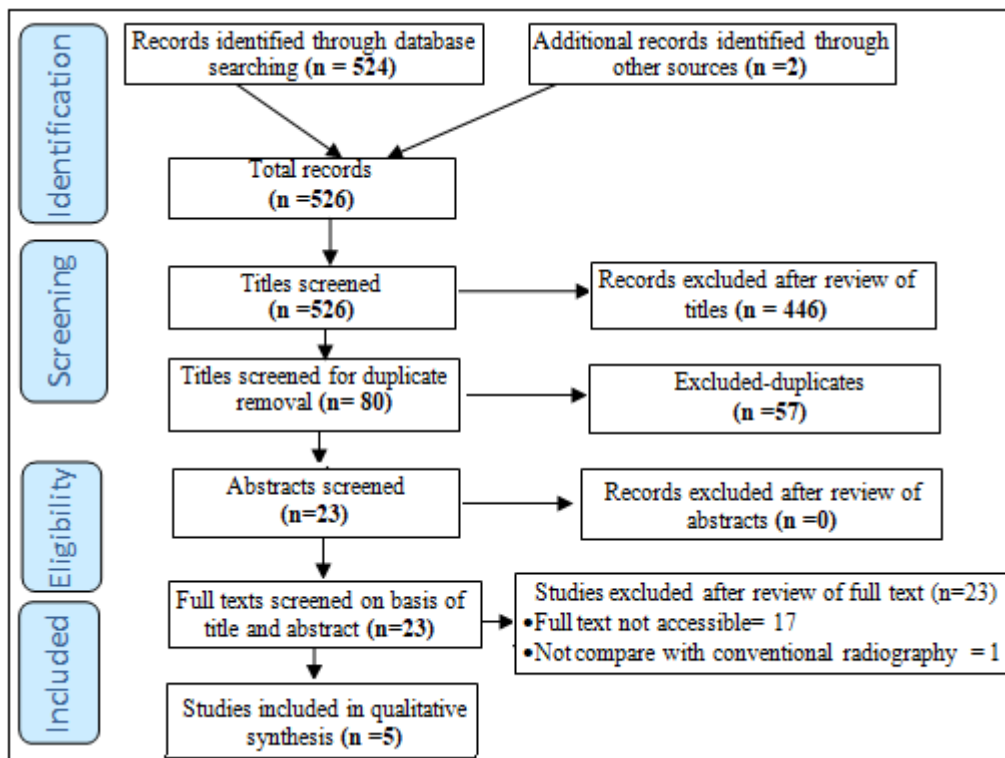 Identification
Records identified through database
searching (n = 524)
Additional records identified through
other sources (n =2)
Total records
(n =526)
Screening
Titles screened
(n =526)
Records excluded after review of
titles (n = 446)
Titles screened for duplicate
removal (n= 80)
Excluded-duplicates
(n =57)
Eligibility
Abstracts screened
(n=23)
Records excluded after review of
abstracts (n =0)
Included
Full texts screened on basis of
title and abstract (n=23)
Studies excluded after review of full text (n=23)
•Full text not accessible= 17
•Not compare with conventional radiography = 1
Studies included in qualitative
synthesis (n =5)